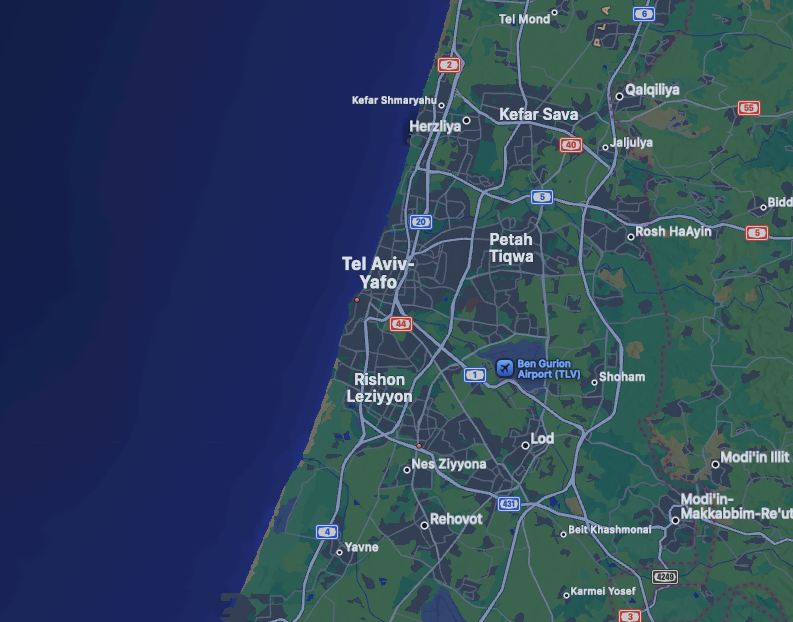 Tel Mond
6
P L A
2
Kefar Shmaryahu
Qalqiliya
55
Herzliya
Kefar Sava
40
Jaljulya
5
Bidd
20
Rosh HaAyin
5
Petah
Tiqwa
Tel Aviv-
Yafo
44
1
Ben Gurion
Airport (TLV)
Rishon
Leziyyon
Shoham
Lod
Nes Ziyyona
Modi'in Illit
431
Modi'in-
Makkabbim-Re'ut
Rehovot
4
Beit Khashmonai
Yavne
4249
Karmei Yosef
3